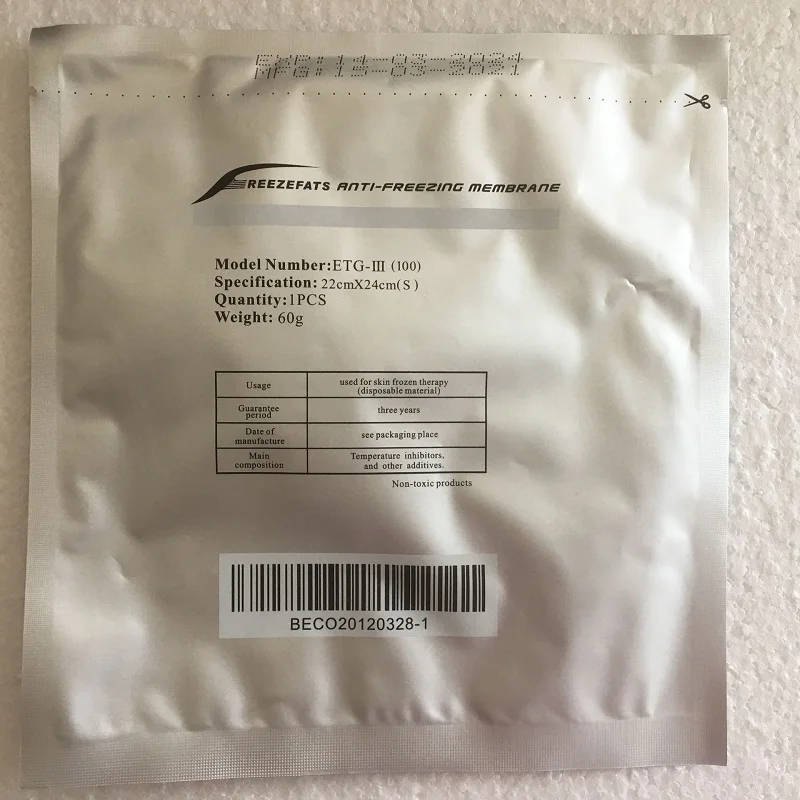 FREEZEFATS ANTI-FREEZING MEMBRANE
Model Number:ETG-III (100)
Specification: 22cmX24cm(S)
Quantity:1PCS
Weight: 60g
Usage
used for skin frozen therapy
(disposable material)
Guarantee
period
three years
Date of
manufacture
see packaging place
Main
composition
Temperature inhibitors,
and other additives.
Non-toxic products
BECO20120328-1